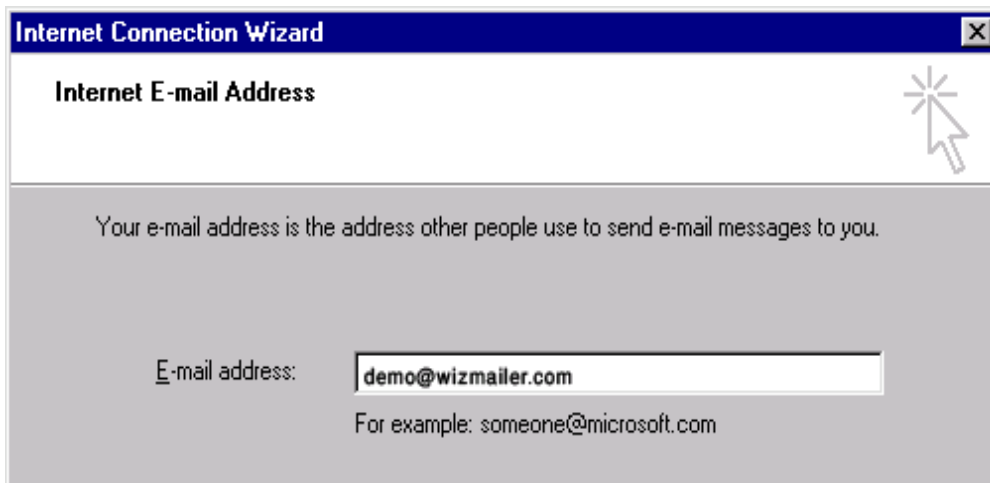 Internet Connection Wizard
Internet E-mail Address
Your e-mail address is the address other people use to send e-mail messages to you.
E-mail address: demo@wizmailer.com
For example: someone@microsoft.com